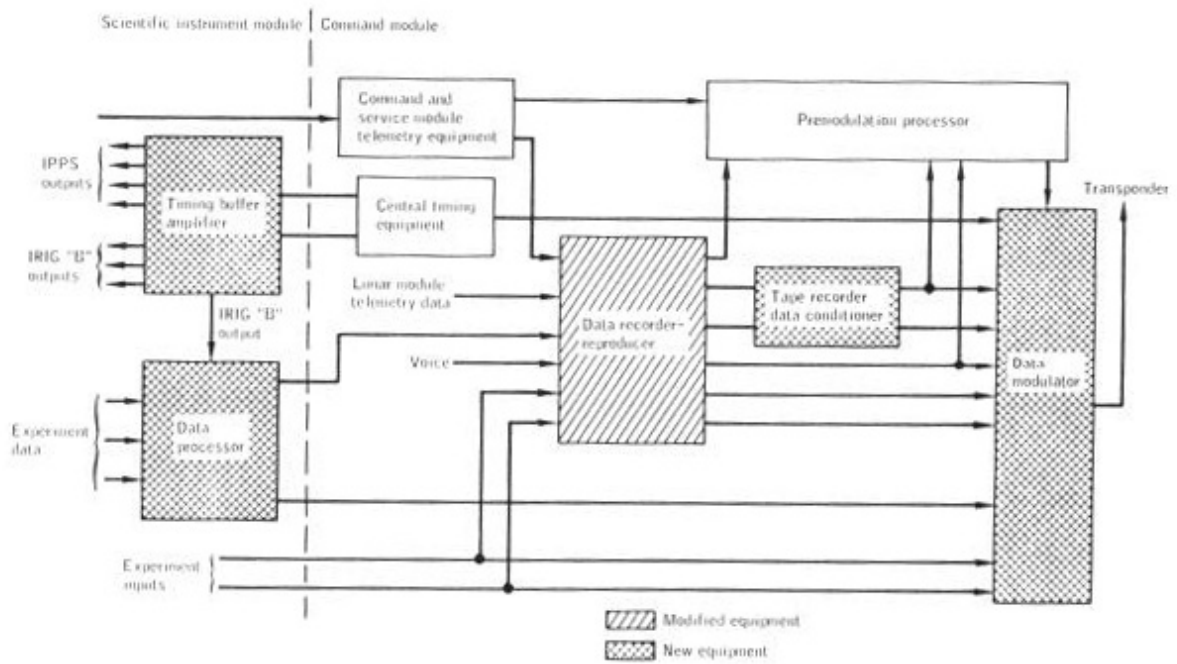 Scientific instrument module
Command module
Command and
service module
telemetry equipment
Premodulation processor
IPPS
outputs
Timing buffer
amplifier
Central timing
equipment
Transponder
IRIG "B"
outputs
Lunar module
telemetry data
Tape recorder
data conditioner
IRIG "B"
output
Data recorder-
reproducer
Voice
Data
modulator
Experiment
data
Data
processor
Experiment
inputs
Modified equipment
New equipment